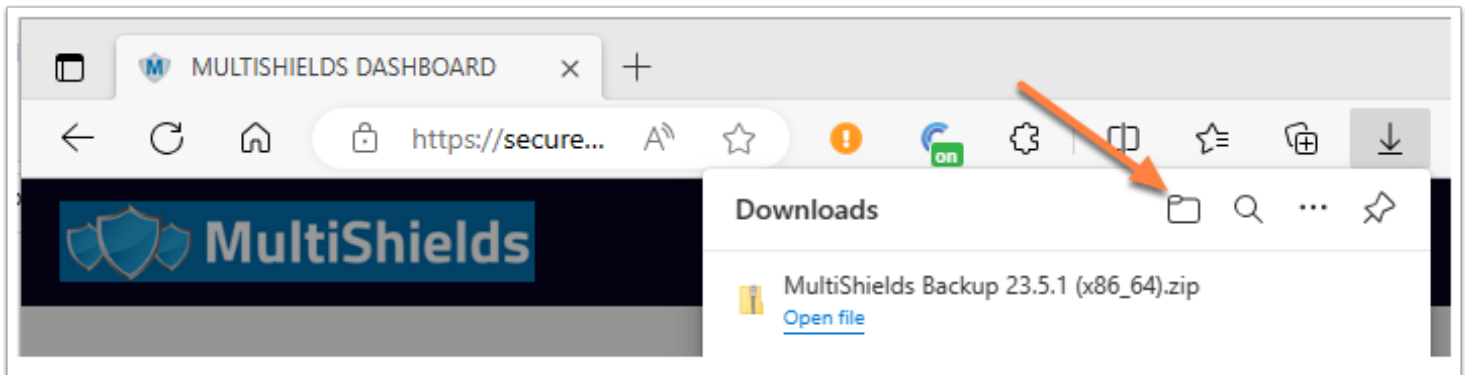 MULTISHIELDS DASHBOARD
https://secure...
on
MultiShields
Downloads
MultiShields Backup 23.5.1 (x86_64).zip
Open file